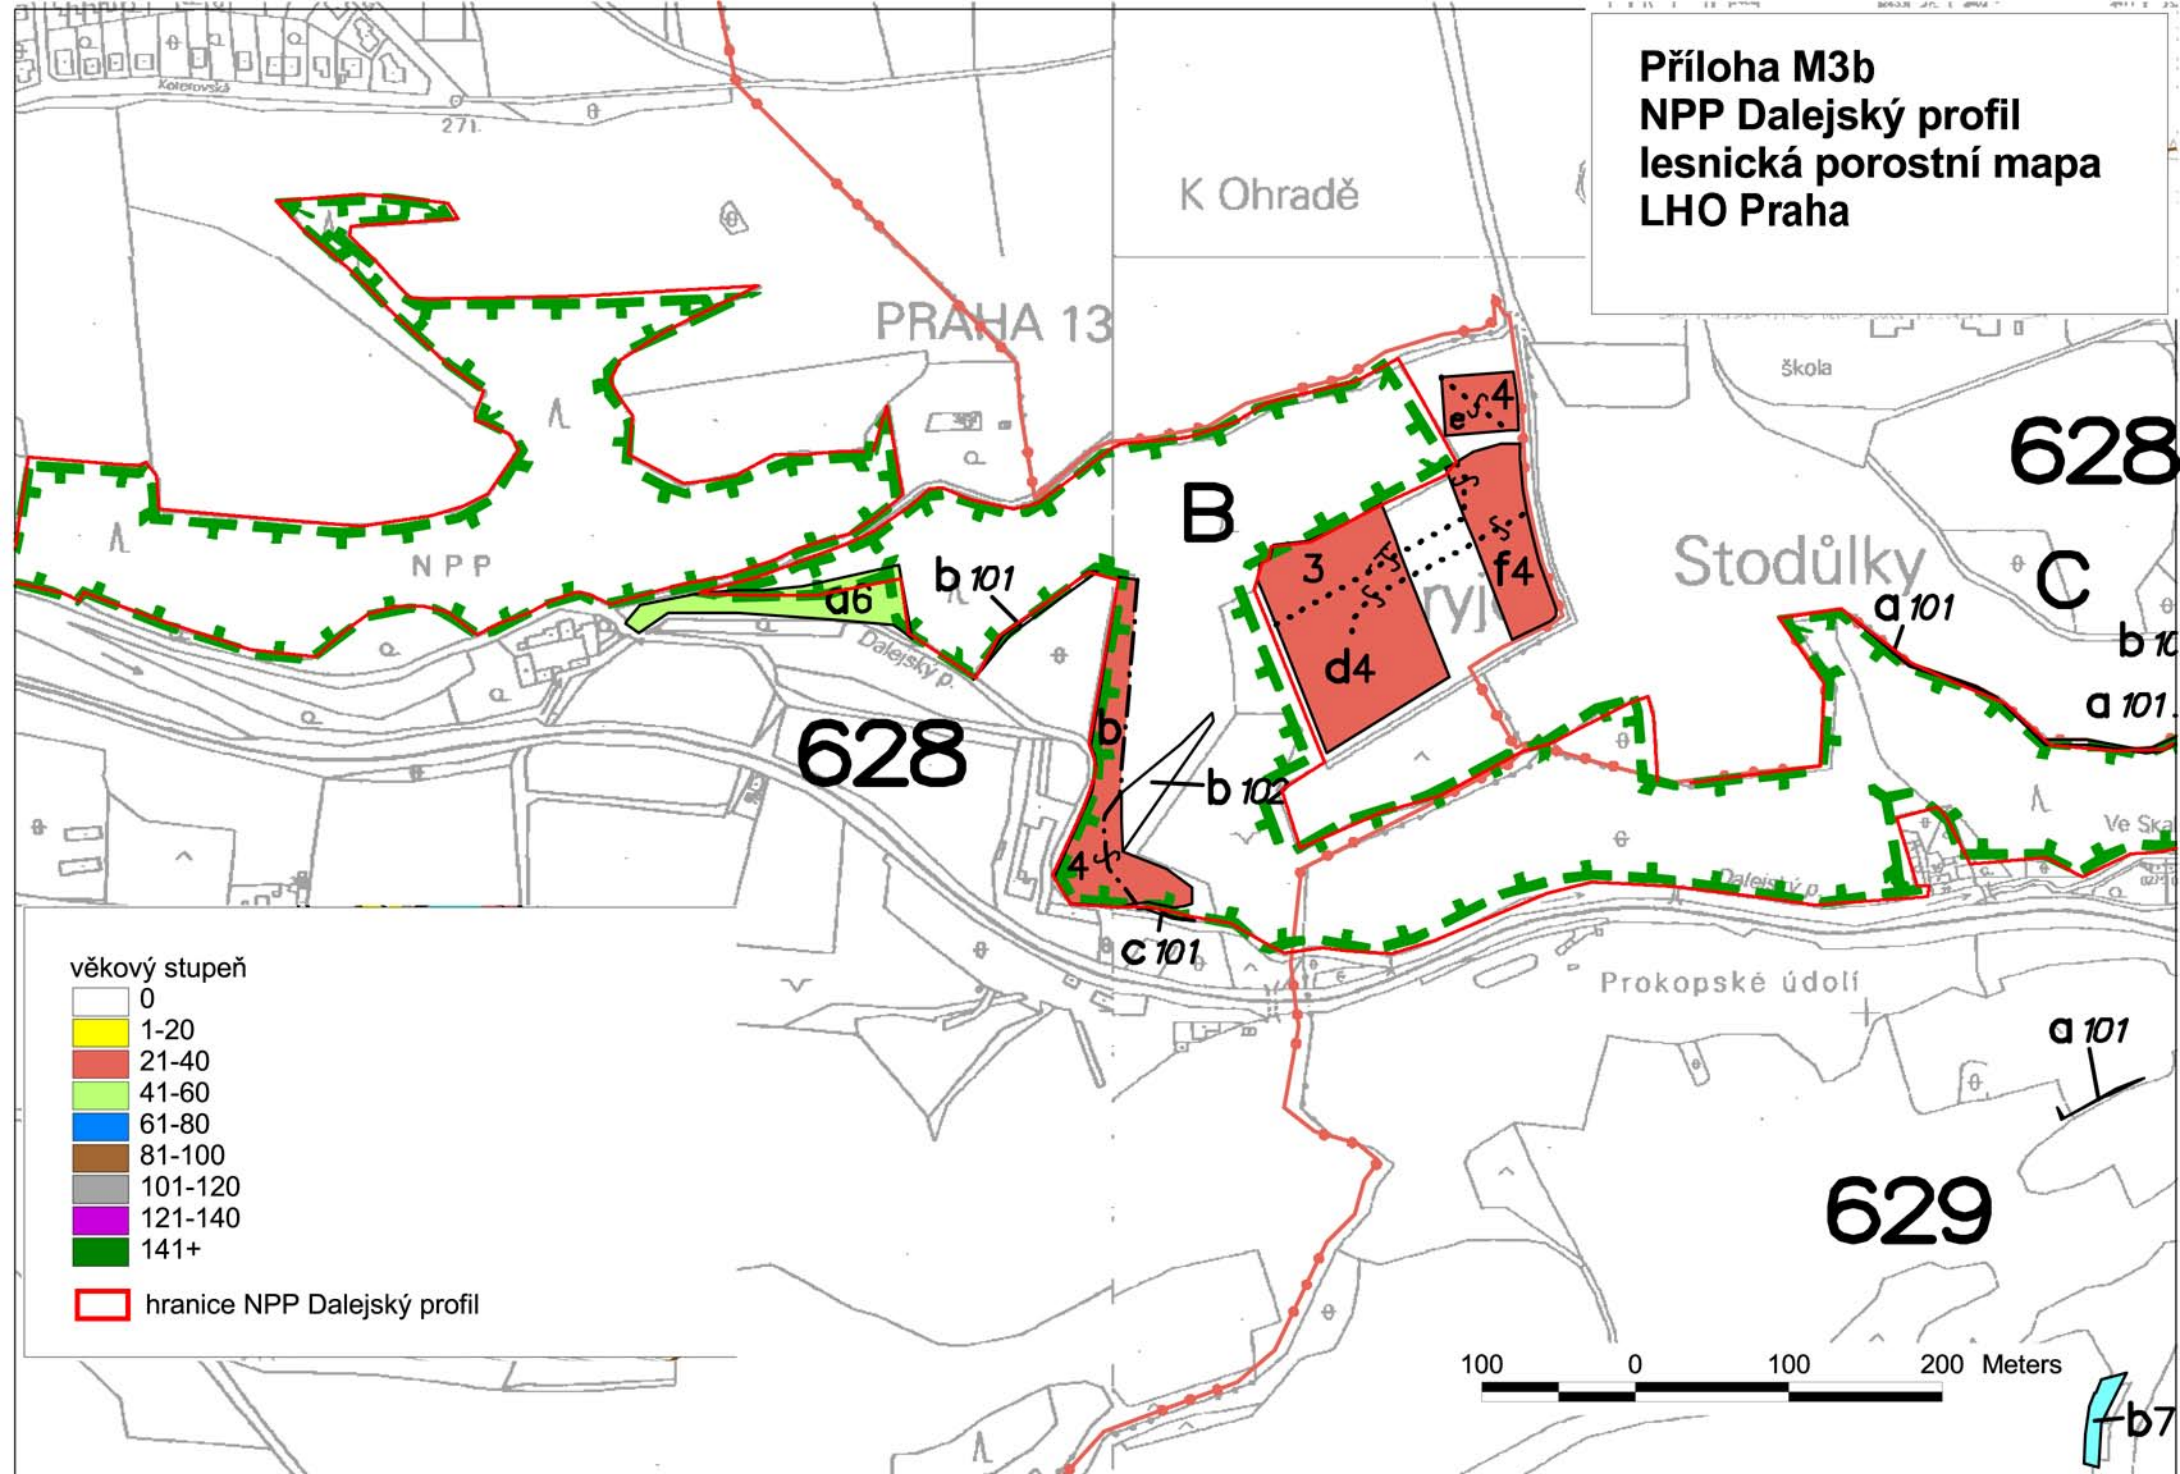 Příloha M3b
NPP Dalejský profil
lesnická porostní mapa
LHO Praha
Koterovská
271.
K Ohradě
PRAHA 13
škola
628
e 4
B
3
f4
d4
Stodůlky
C
a 101
b 10
a 101
NPP
a6
b 101
Dalejský p.
628
b
b 102
4
c 101
Dalejský p.
Ve Ska
Prokopské údolí
a 101
629
věkový stupeň
0
1-20
21-40
41-60
61-80
81-100
101-120
121-140
141+
hranice NPP Dalejský profil
100 0 100 200 Meters
b7